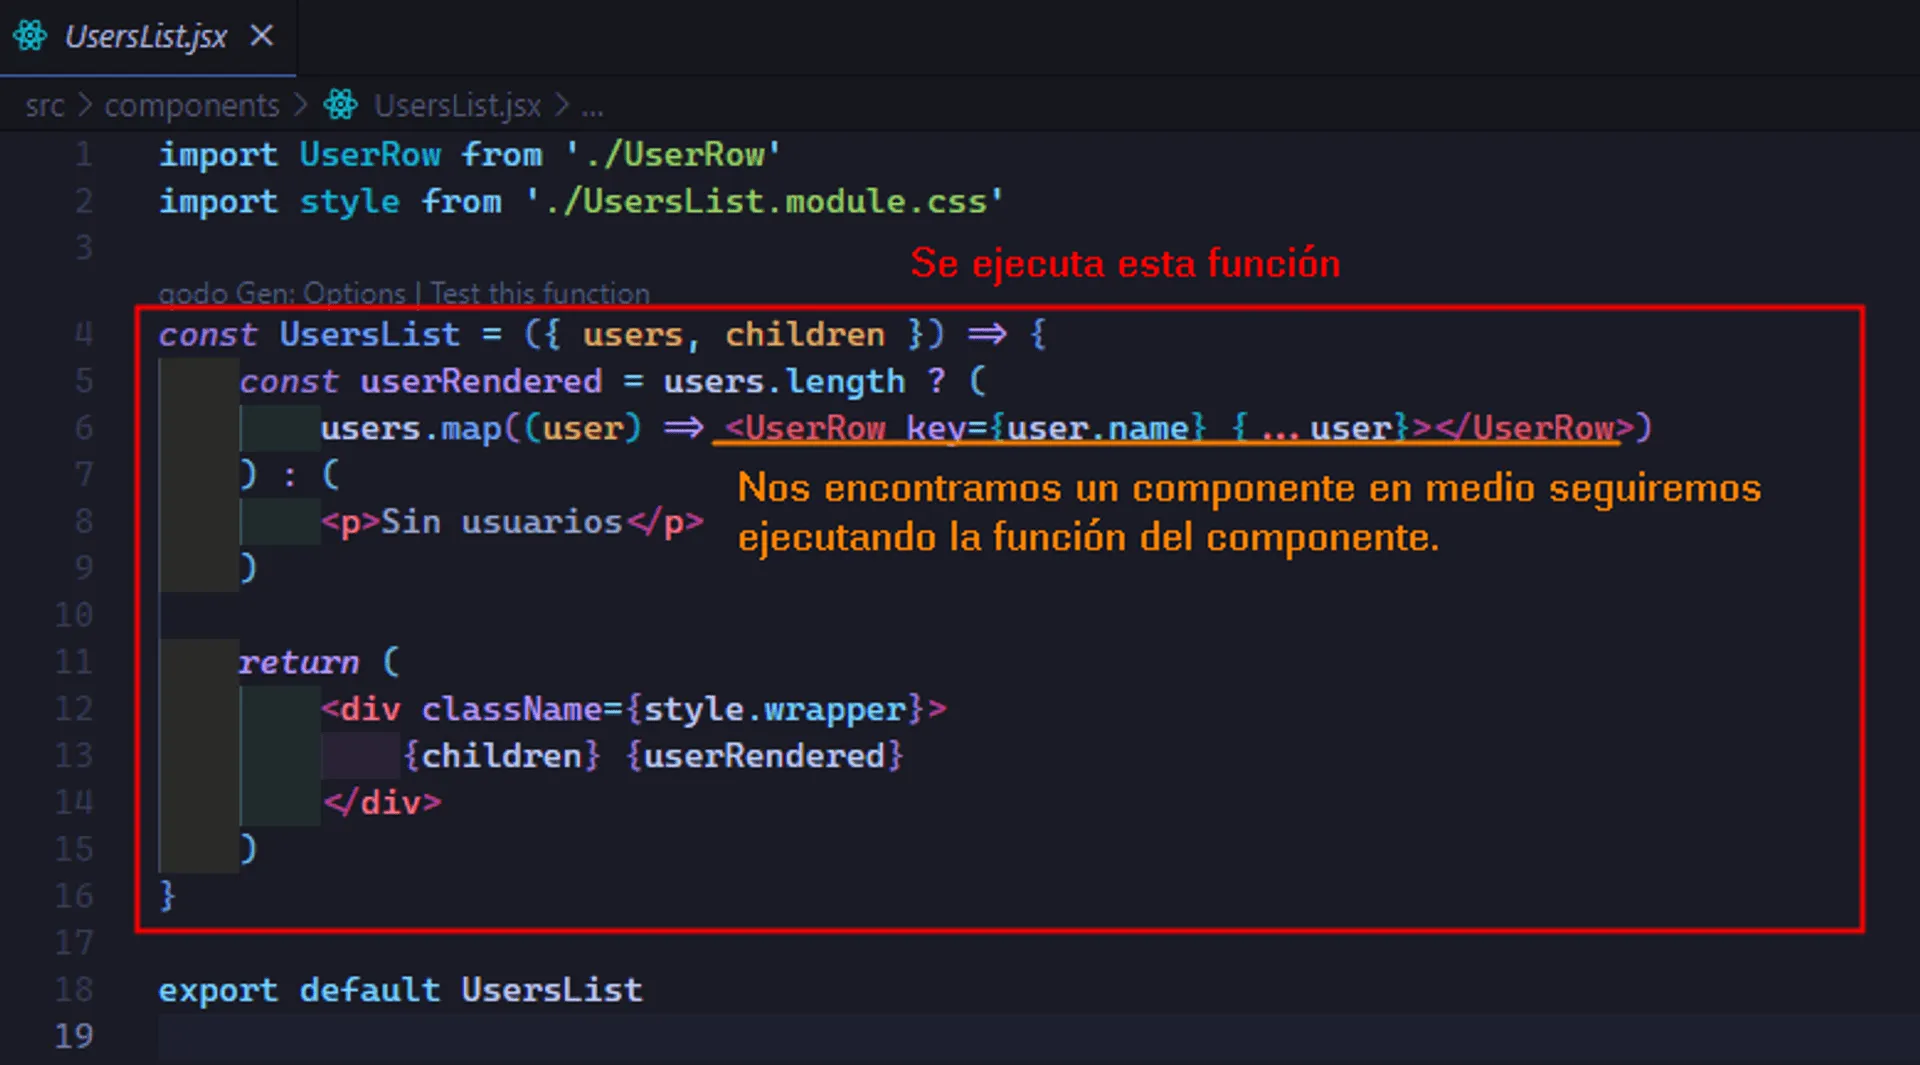 UsersList.jsx
src > components > UsersList.jsx > ...
1 import UserRow from './UserRow'
2 import style from './UsersList.module.css'
3
Se ejecuta esta función
qodo Gen: Options | Test this function
4 const UsersList = ({ users, children }) => {
5 const userRendered = users.length ? (
6 users.map((user) => <UserRow key={user.name} {...user}></UserRow>)
7 ) : (
Nos encontramos un componente en medio seguiremos
8 <p>Sin usuarios</p>
ejecutando la función del componente.
9 )
10
11 return (
12 <div className={style.wrapper}>
13 {children} {userRendered}
14 </div>
15 )
16 }
17
18 export default UsersList
19